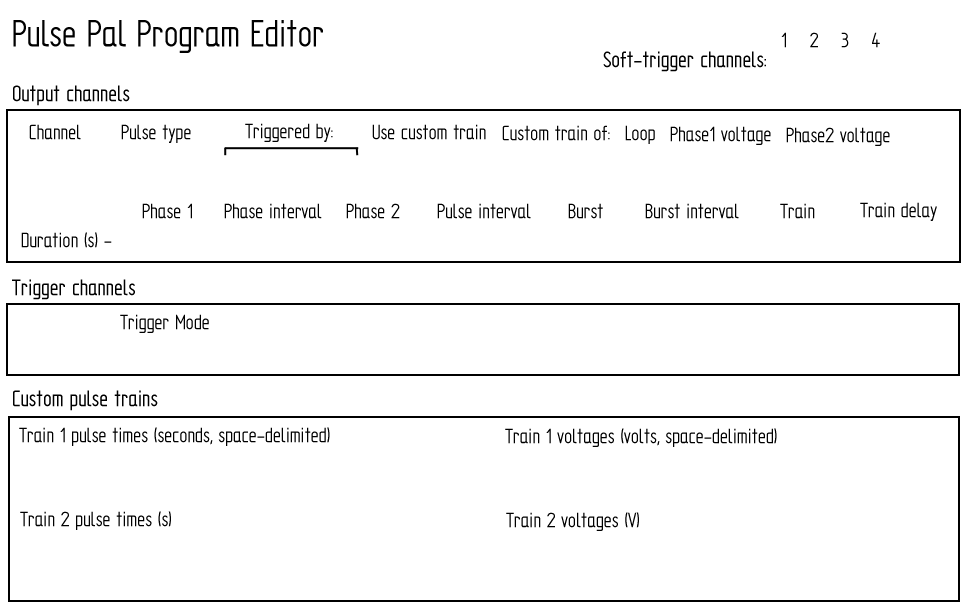 Pulse Pal Program Editor
1 2 3 4
Soft-trigger channels:
Output channels
Channel Pulse type Triggered by: Use custom train Custom train of: Loop Phase1 voltage Phase2 voltage
Phase 1 Phase interval Phase 2 Pulse interval Burst Burst interval Train Train delay
Duration (s) -
Trigger channels
Trigger Mode
Custom pulse trains
Train 1 pulse times (seconds, space-delimited) Train 1 voltages (volts, space-delimited)
Train 2 pulse times (s) Train 2 voltages (V)